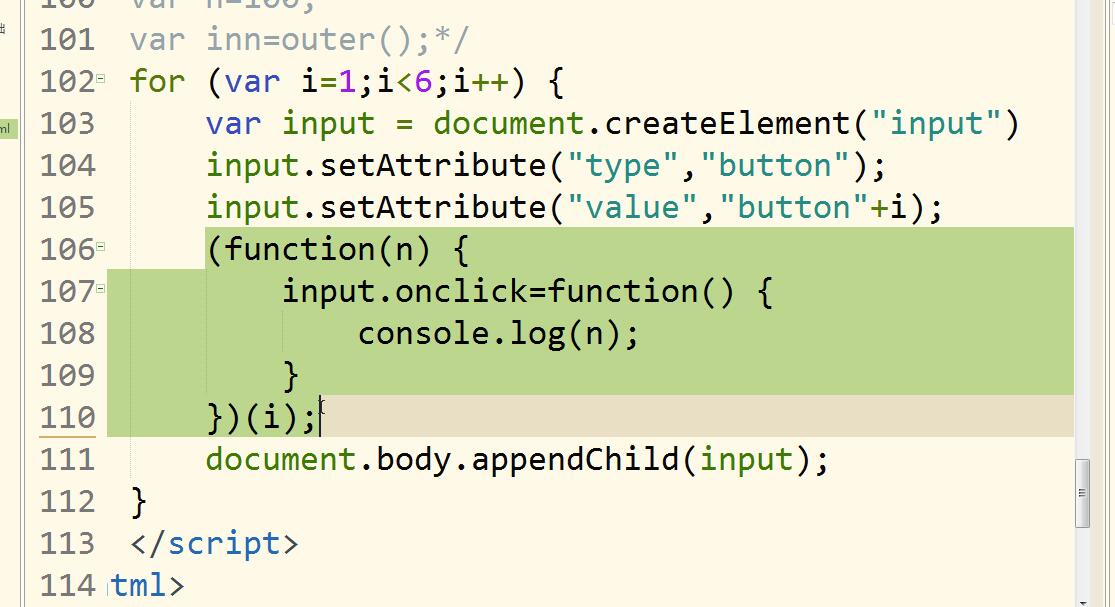 100 var n=100;
101 var inn=outer();*/
102 for (var i=1;i<6;i++) {
103 var input = document.createElement("input")
104 input.setAttribute("type","button");
105 input.setAttribute("value","button"+i);
106 (function(n) {
107 input.onclick=function() {
108 console.log(n);
109 }
110 })(i);
111 document.body.appendChild(input);
112 }
113 </script>
114 tml>
ml